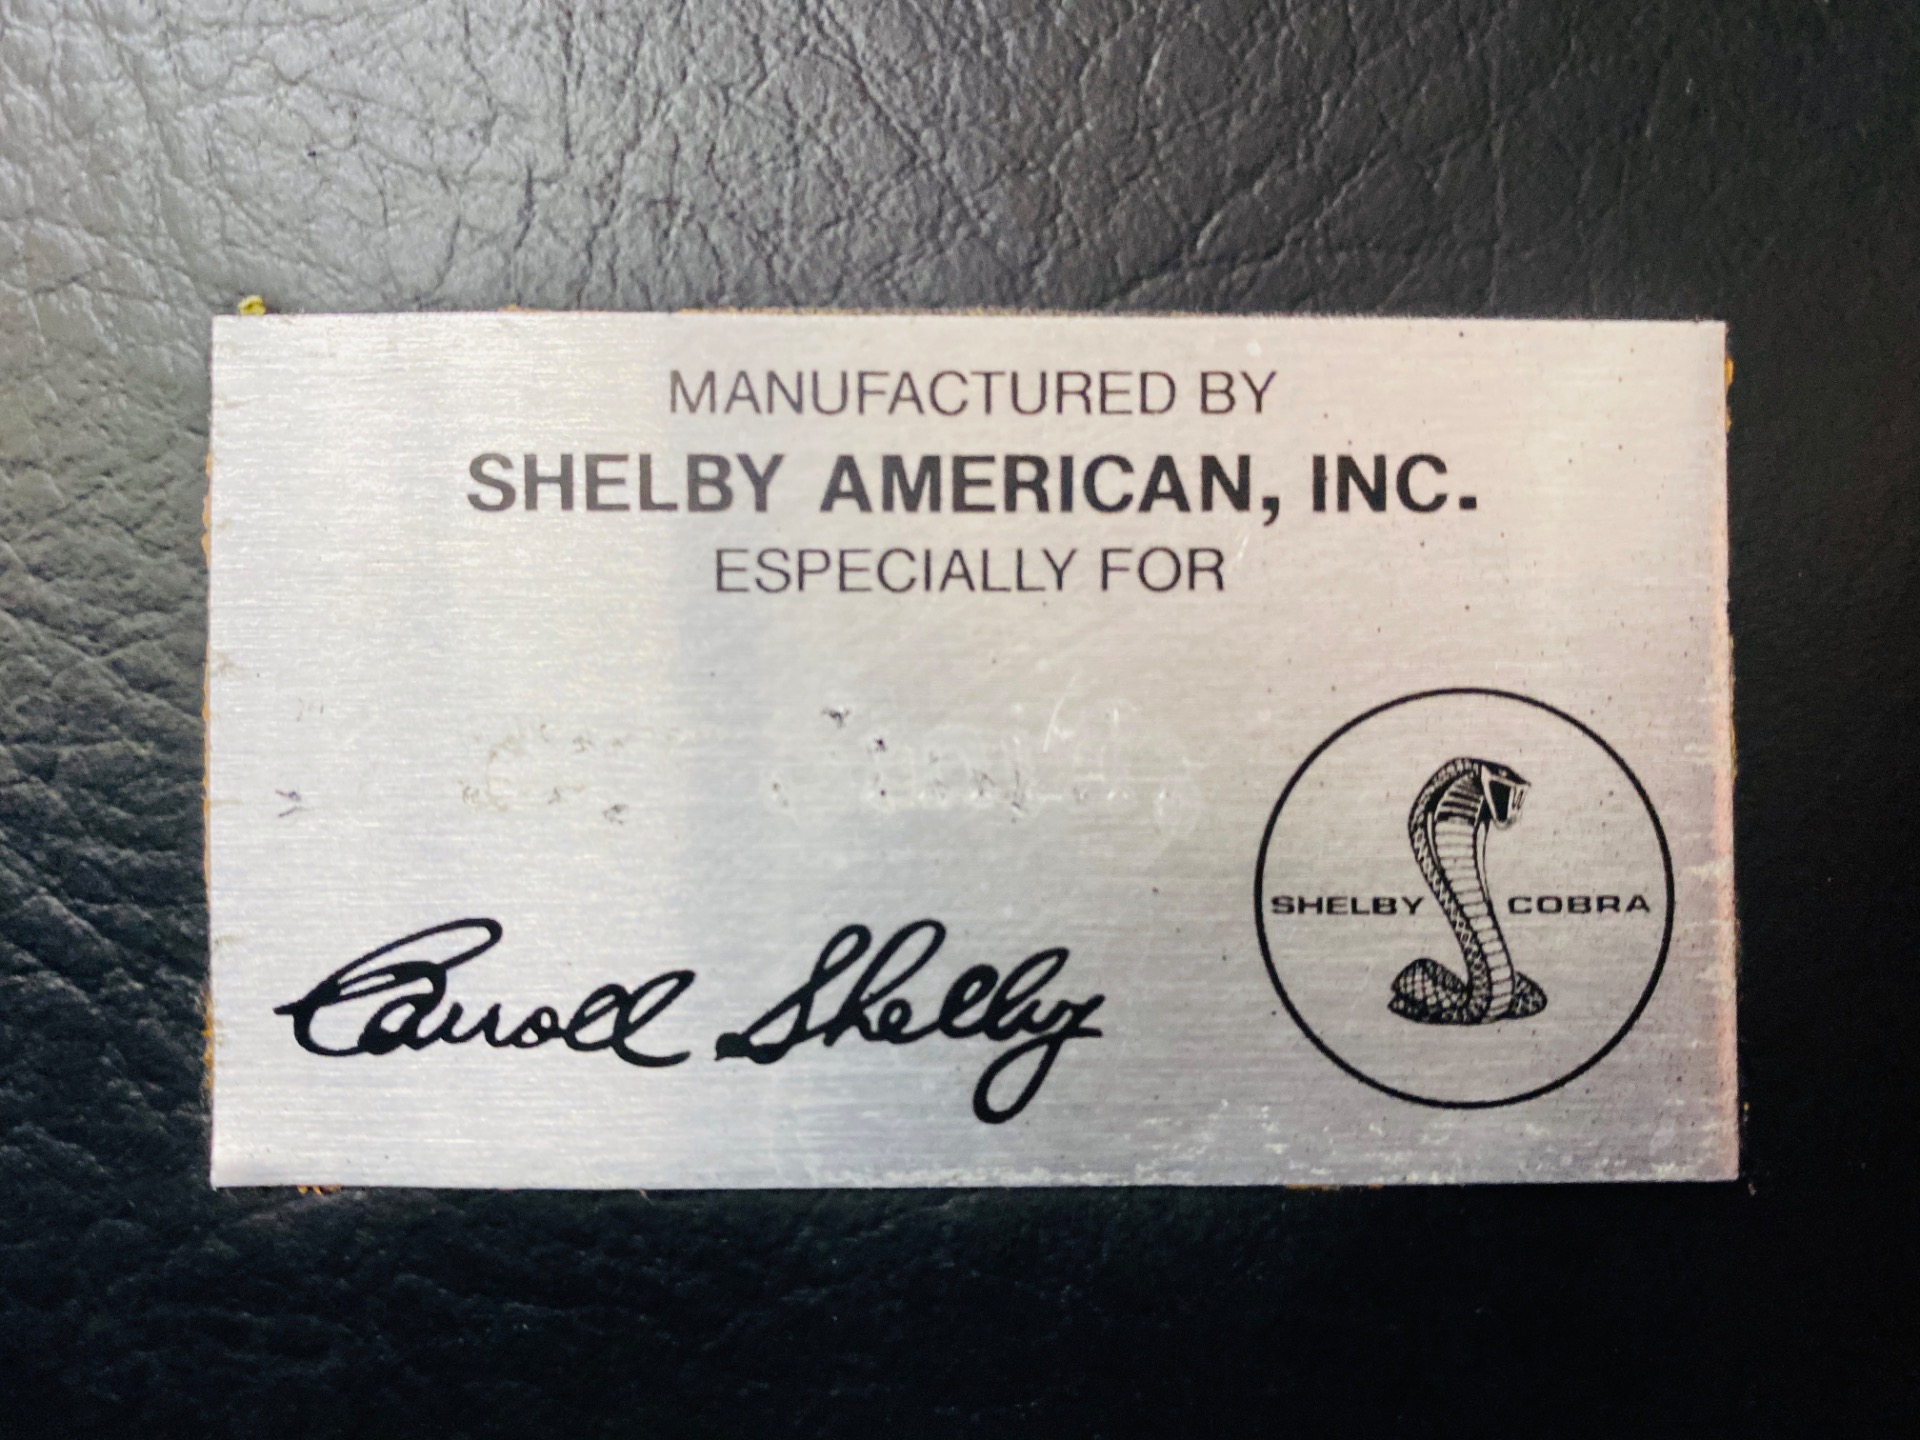 MANUFACTURED BY
SHELBY AMERICAN, INC.
ESPECIALLY FOR
SHELBY COBRA
Carroll Shelby